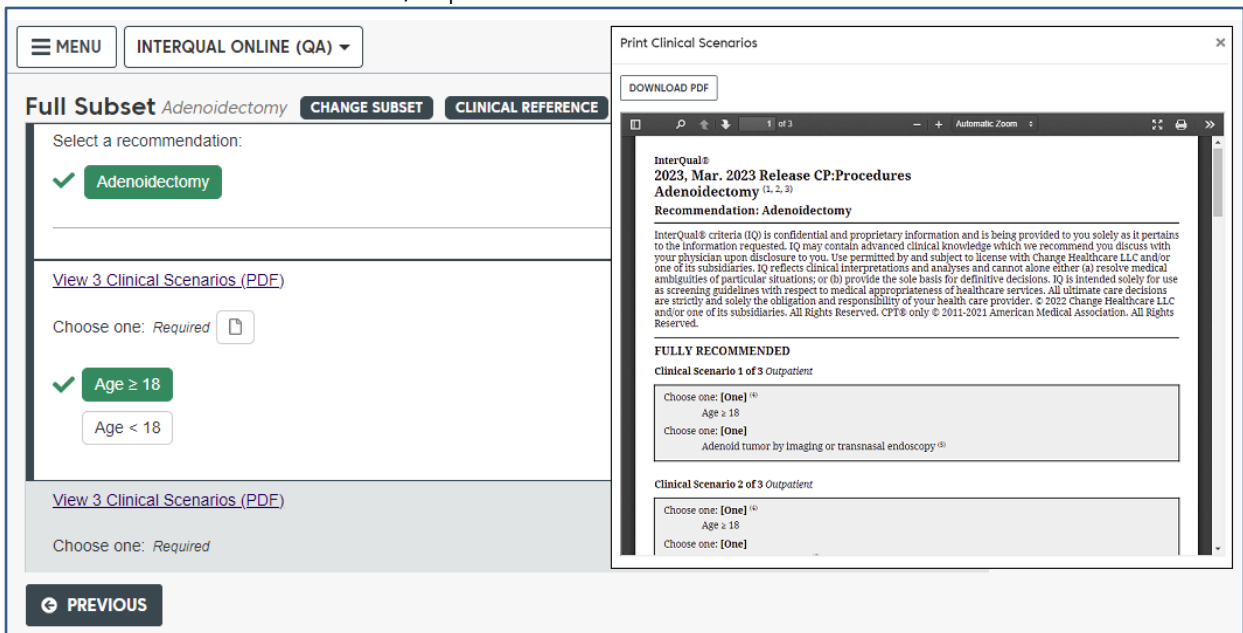 MENU
INTERQUAL ONLINE (QA)
Full Subset Adenoidectomy CHANGE SUBSET CLINICAL REFERENCE
Select a recommendation:
Adenoidectomy
View 3 Clinical Scenarios (PDF)
Choose one: Required
Age ≥ 18
Age < 18
View 3 Clinical Scenarios (PDF)
Choose one: Required
PREVIOUS
Print Clinical Scenarios
DOWNLOAD PDF
1 of 3
Automatic Zoom
InterQual®
2023, Mar. 2023 Release CP:Procedures
Adenoidectomy (1, 2, 3)
Recommendation: Adenoidectomy
InterQual® criteria (IQ) is confidential and proprietary information and is being provided to you solely as it pertains
to the information requested. IQ may contain advanced clinical knowledge which we recommend you discuss with
your physician upon disclosure to you. Use permitted by and subject to license with Change Healthcare LLC and/or
one of its subsidiaries. IQ reflects clinical interpretations and analyses and cannot alone either (a) resolve medical
ambiguities of particular situations; or (b) provide the sole basis for definitive decisions. IQ is intended solely for use
as screening guidelines with respect to medical appropriateness of healthcare services. All ultimate care decisions
are strictly and solely the obligation and responsibility of your health care provider. © 2022 Change Healthcare LLC
and/or one of its subsidiaries. All Rights Reserved. CPT® only © 2011-2021 American Medical Association. All Rights
Reserved.
FULLY RECOMMENDED
Clinical Scenario 1 of 3 Outpatient
Choose one: [One]
Age ≥ 18
Choose one: [One]
Adenoid tumor by imaging or transnasal endoscopy (5)
Clinical Scenario 2 of 3 Outpatient
Choose one: [One]
Age ≥ 18
Choose one: [One]